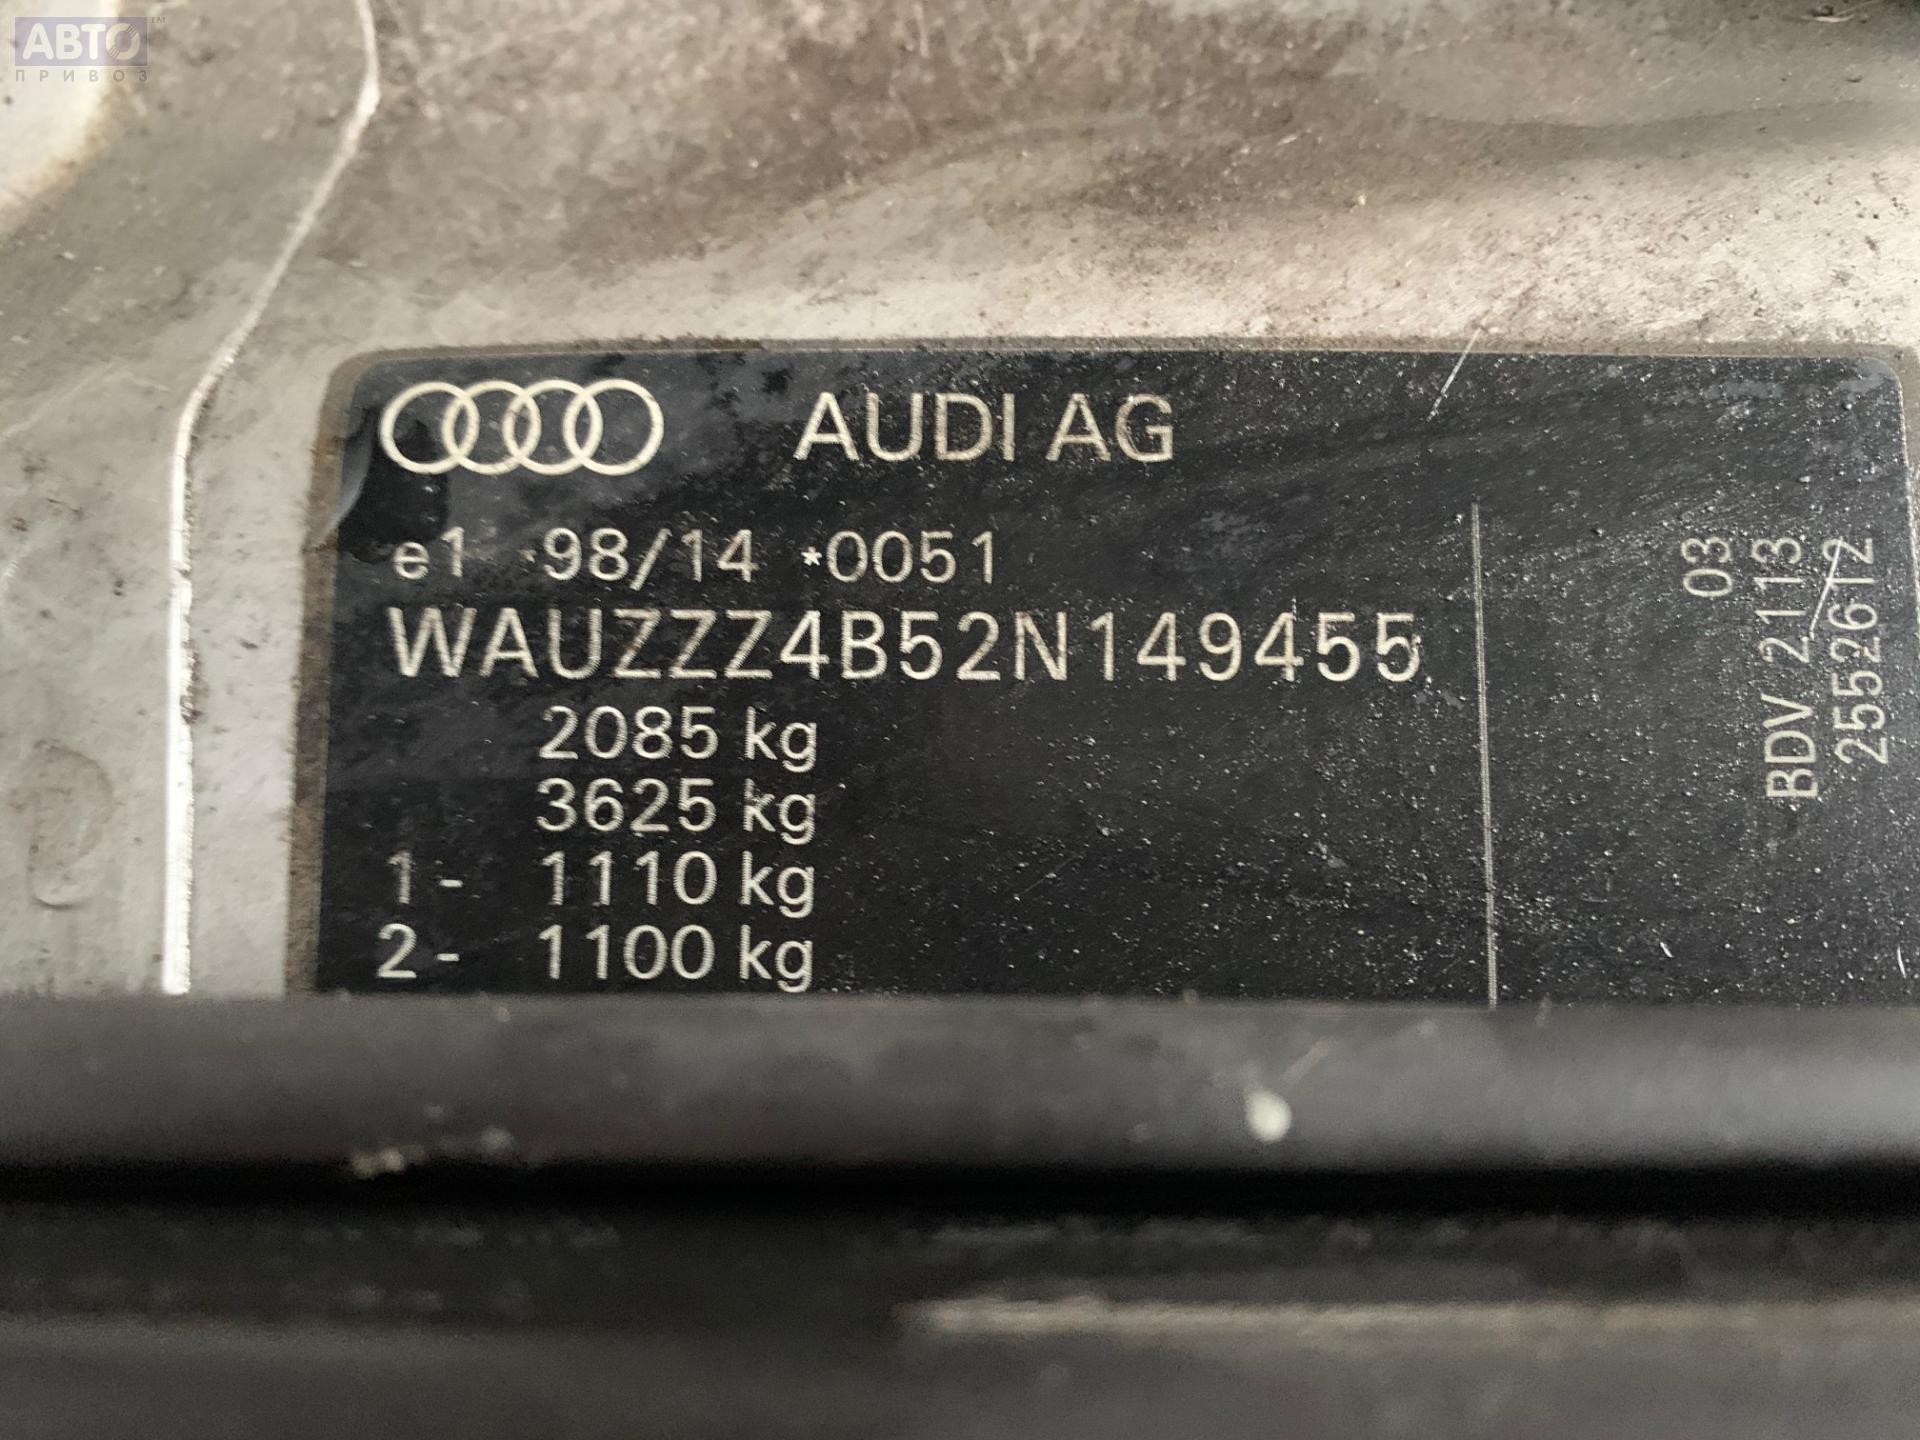 АВТО™
ПРИВОЗ
AUDI AG
e1 *98/14 *0051
WAUZZZ4B52N149455
2085 kg
3625 kg
1- 1110 kg
2- 1100 kg
03
BDV 2113
2552612